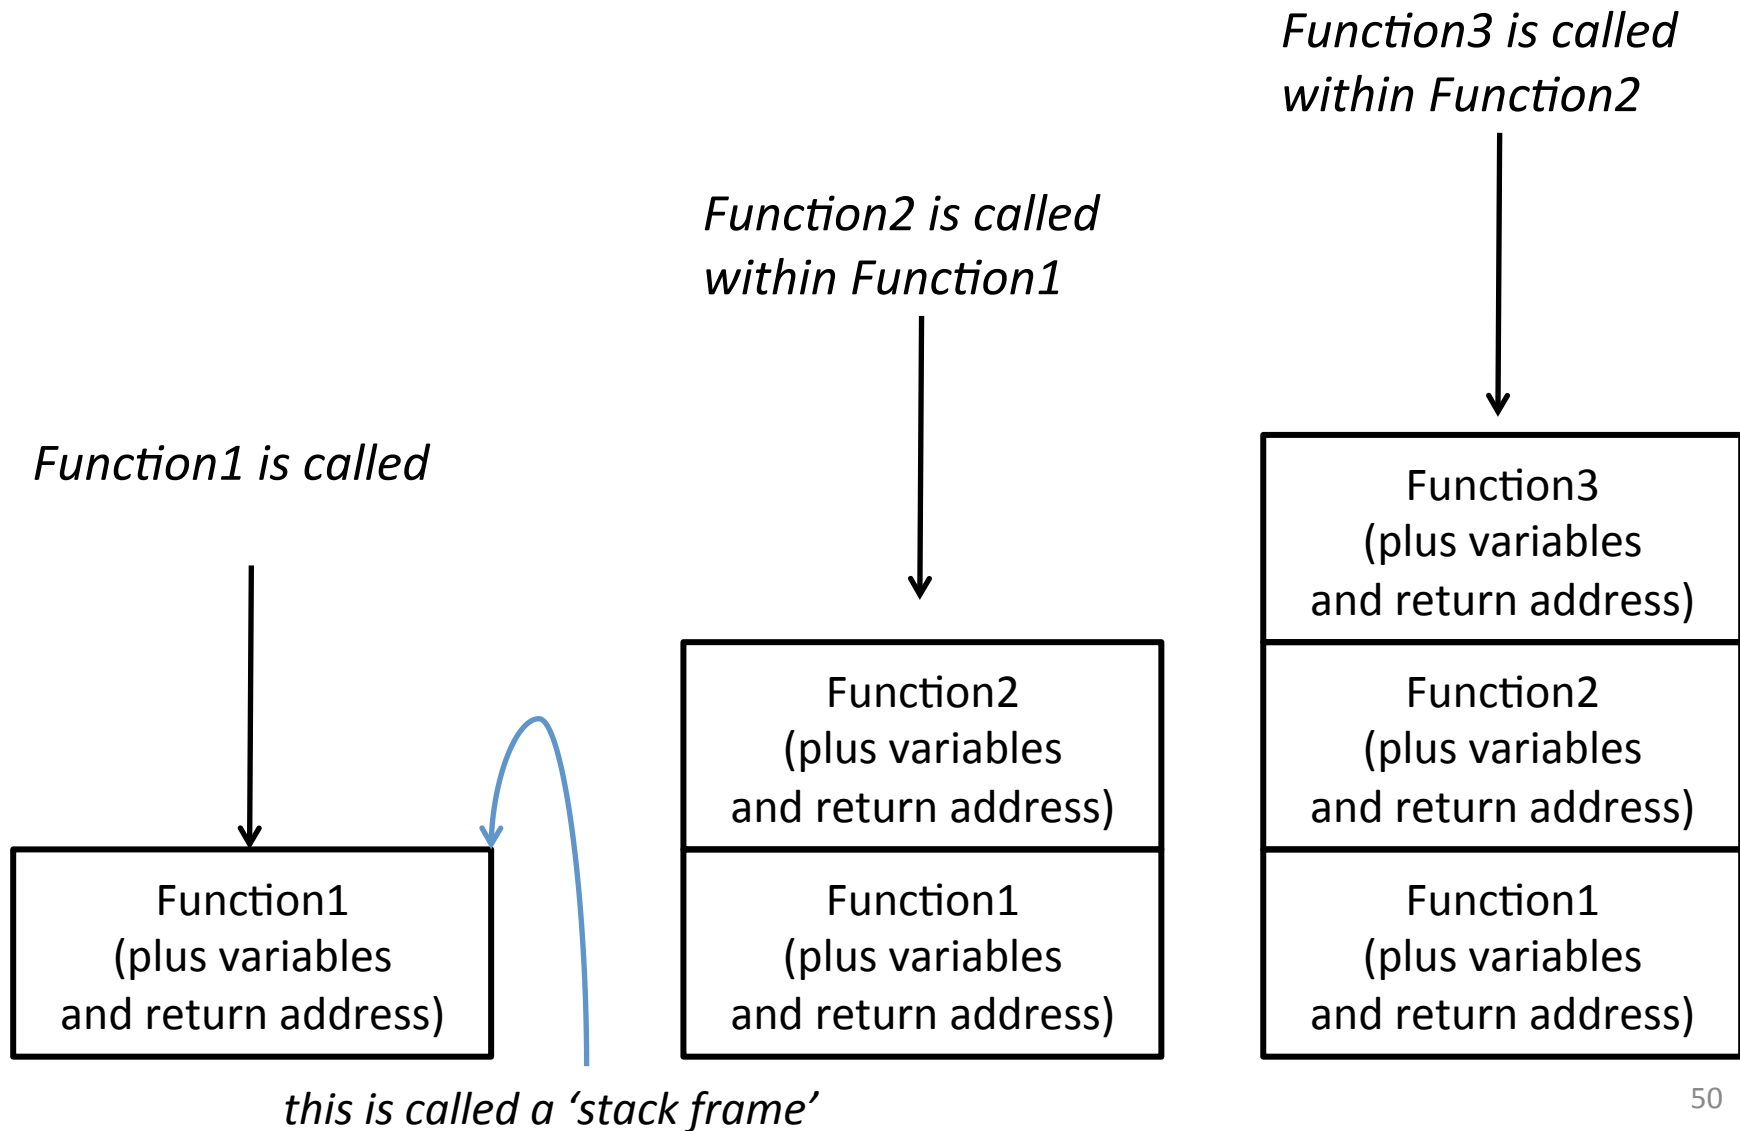 Function1 is called
Function1
(plus variables
and return address)
this is called a ‘stack frame’
Function2 is called
within Function1
Function2
(plus variables
and return address)
Function1
(plus variables
and return address)
Function3 is called
within Function2
Function3
(plus variables
and return address)
Function2
(plus variables
and return address)
Function1
(plus variables
and return address)
50